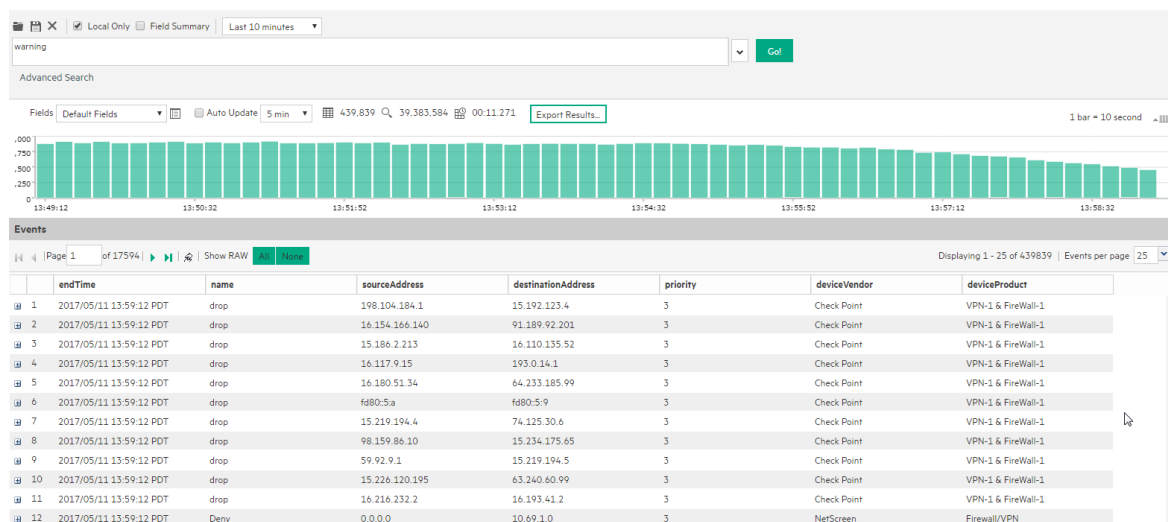 Local Only Field Summary Last 10 minutes
warning
Go!
Advanced Search
Fields Default Fields Auto Update 5 min 439,839 39,383,584 00:11.271 Export Results... 1 bar = 10 second
,000
,750
,500
,250
0
13:49:12 13:50:32 13:51:52 13:53:12 13:54:32 13:55:52 13:57:12 13:58:32
Events
Page 1 of 17594 Show RAW All None Displaying 1 - 25 of 439839 Events per page 25
endTime name sourceAddress destinationAddress priority deviceVendor deviceProduct
1 2017/05/11 13:59:12 PDT drop 198.104.184.1 15.192.123.4 3 Check Point VPN-1 & FireWall-1
2 2017/05/11 13:59:12 PDT drop 16.154.166.140 91.189.92.201 3 Check Point VPN-1 & FireWall-1
3 2017/05/11 13:59:12 PDT drop 15.186.2.213 16.110.135.52 3 Check Point VPN-1 & FireWall-1
4 2017/05/11 13:59:12 PDT drop 16.117.9.15 193.0.14.1 3 Check Point VPN-1 & FireWall-1
5 2017/05/11 13:59:12 PDT drop 16.180.51.34 64.233.185.99 3 Check Point VPN-1 & FireWall-1
6 2017/05/11 13:59:12 PDT drop fd80::5:a fd80::5:9 3 Check Point VPN-1 & FireWall-1
7 2017/05/11 13:59:12 PDT drop 15.219.194.4 74.125.30.6 3 Check Point VPN-1 & FireWall-1
8 2017/05/11 13:59:12 PDT drop 98.159.86.10 15.234.175.65 3 Check Point VPN-1 & FireWall-1
9 2017/05/11 13:59:12 PDT drop 59.92.9.1 15.219.194.5 3 Check Point VPN-1 & FireWall-1
10 2017/05/11 13:59:12 PDT drop 15.226.120.195 63.240.60.99 3 Check Point VPN-1 & FireWall-1
11 2017/05/11 13:59:12 PDT drop 16.216.232.2 16.193.41.2 3 Check Point VPN-1 & FireWall-1
12 2017/05/11 13:59:12 PDT Deny 0.0.0.0 10.69.1.0 3 NetScreen Firewall/VPN